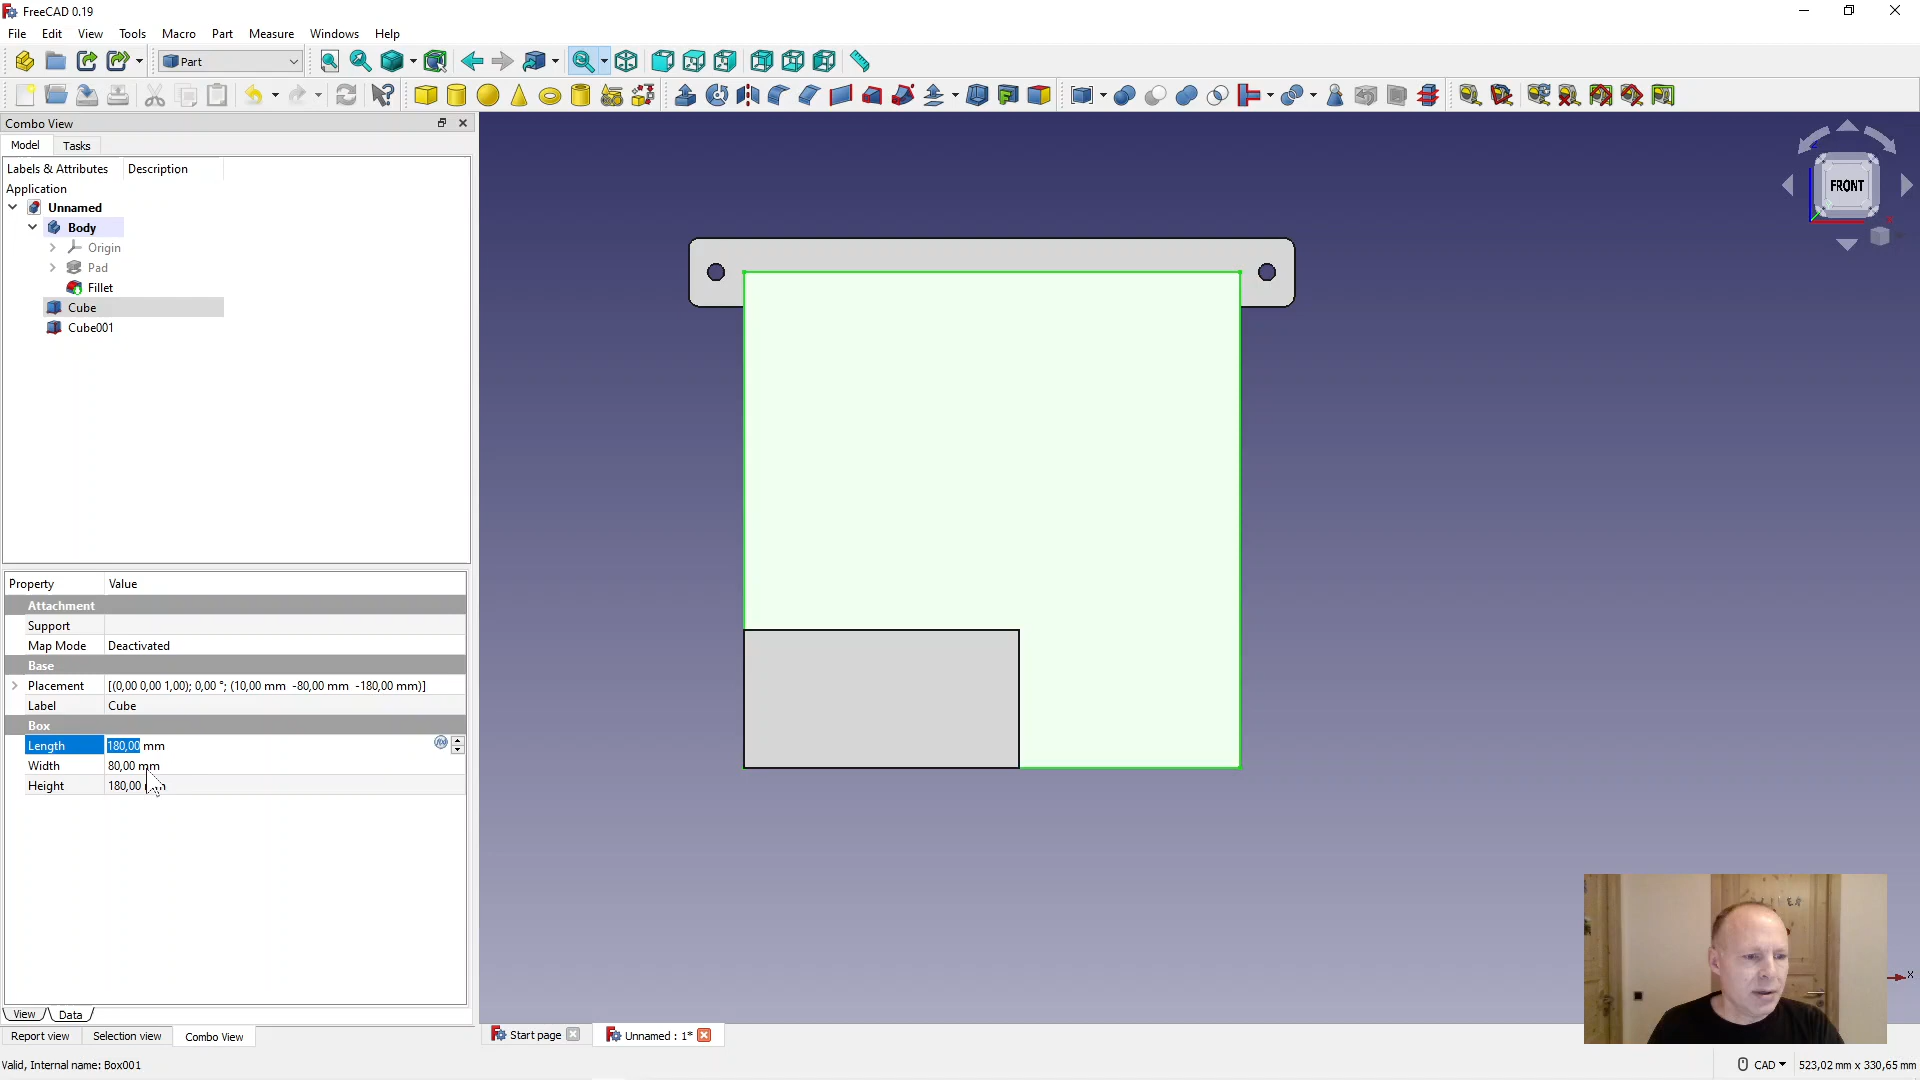 FreeCAD 0.19
File Edit View Tools Macro Part Measure Windows Help
Part
Combo View
Model Tasks
Labels & Attributes Description
Application
Unnamed
Body
Origin
Pad
Fillet
Cube
Cube001
FRONT
Property Value
Attachment
Support
Map Mode Deactivated
Base
Placement [(0,00 0,00 1,00); 0,00 °; (10,00 mm -80,00 mm -180,00 mm)]
Label Cube
Box
Length 180,00 mm
Width 80,00 mm
Height 180,00
View Data
Report view Selection view Combo View
Start page Unnamed : 1*
X
Valid, Internal name: Box001
CAD 523,02 mm x 330,65 mm